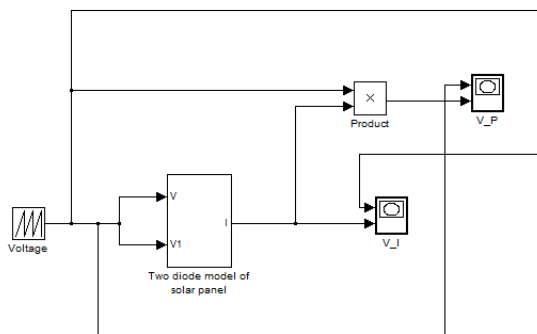 Product
V_P
V
V1
I
Voltage
V_I
Two diode model of
solar panel